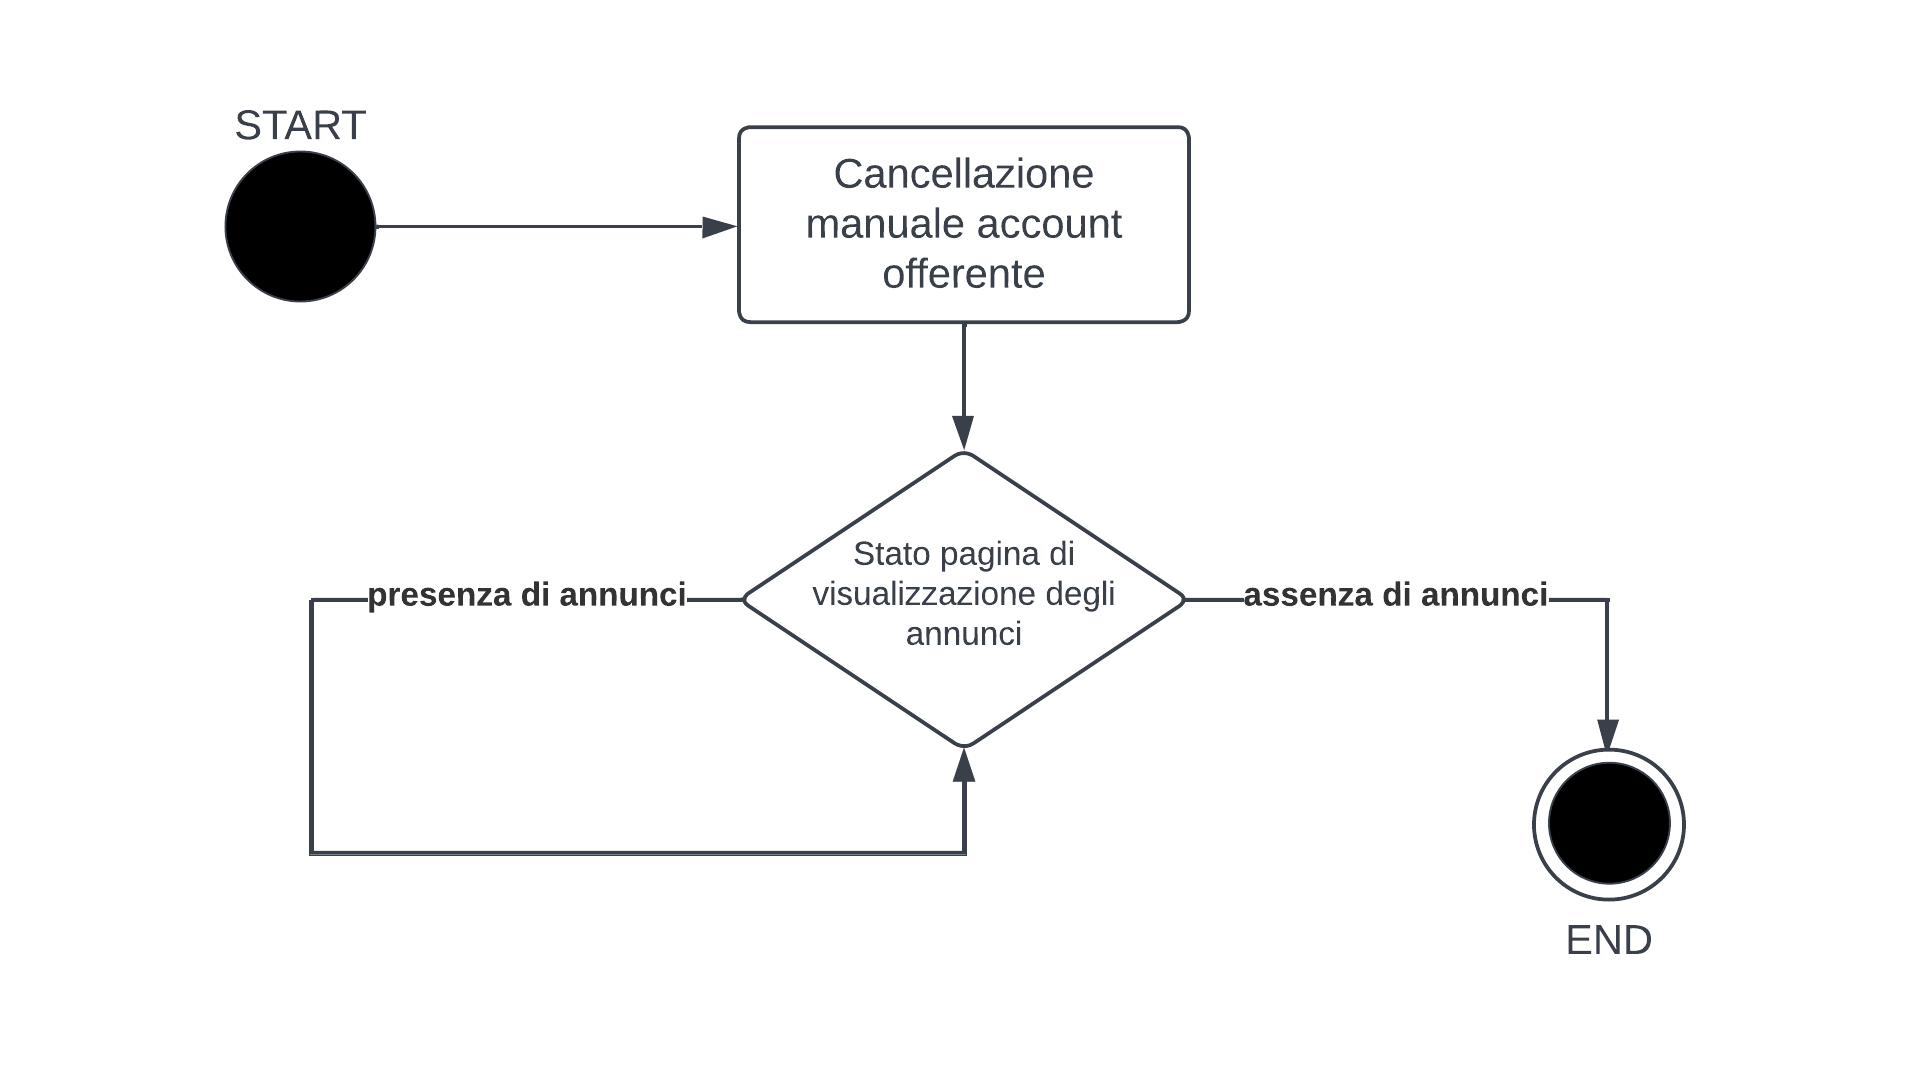 START
Cancellazione
manuale account
offerente
Stato pagina di
visualizzazione degli
annunci
presenza di annunci
assenza di annunci
END